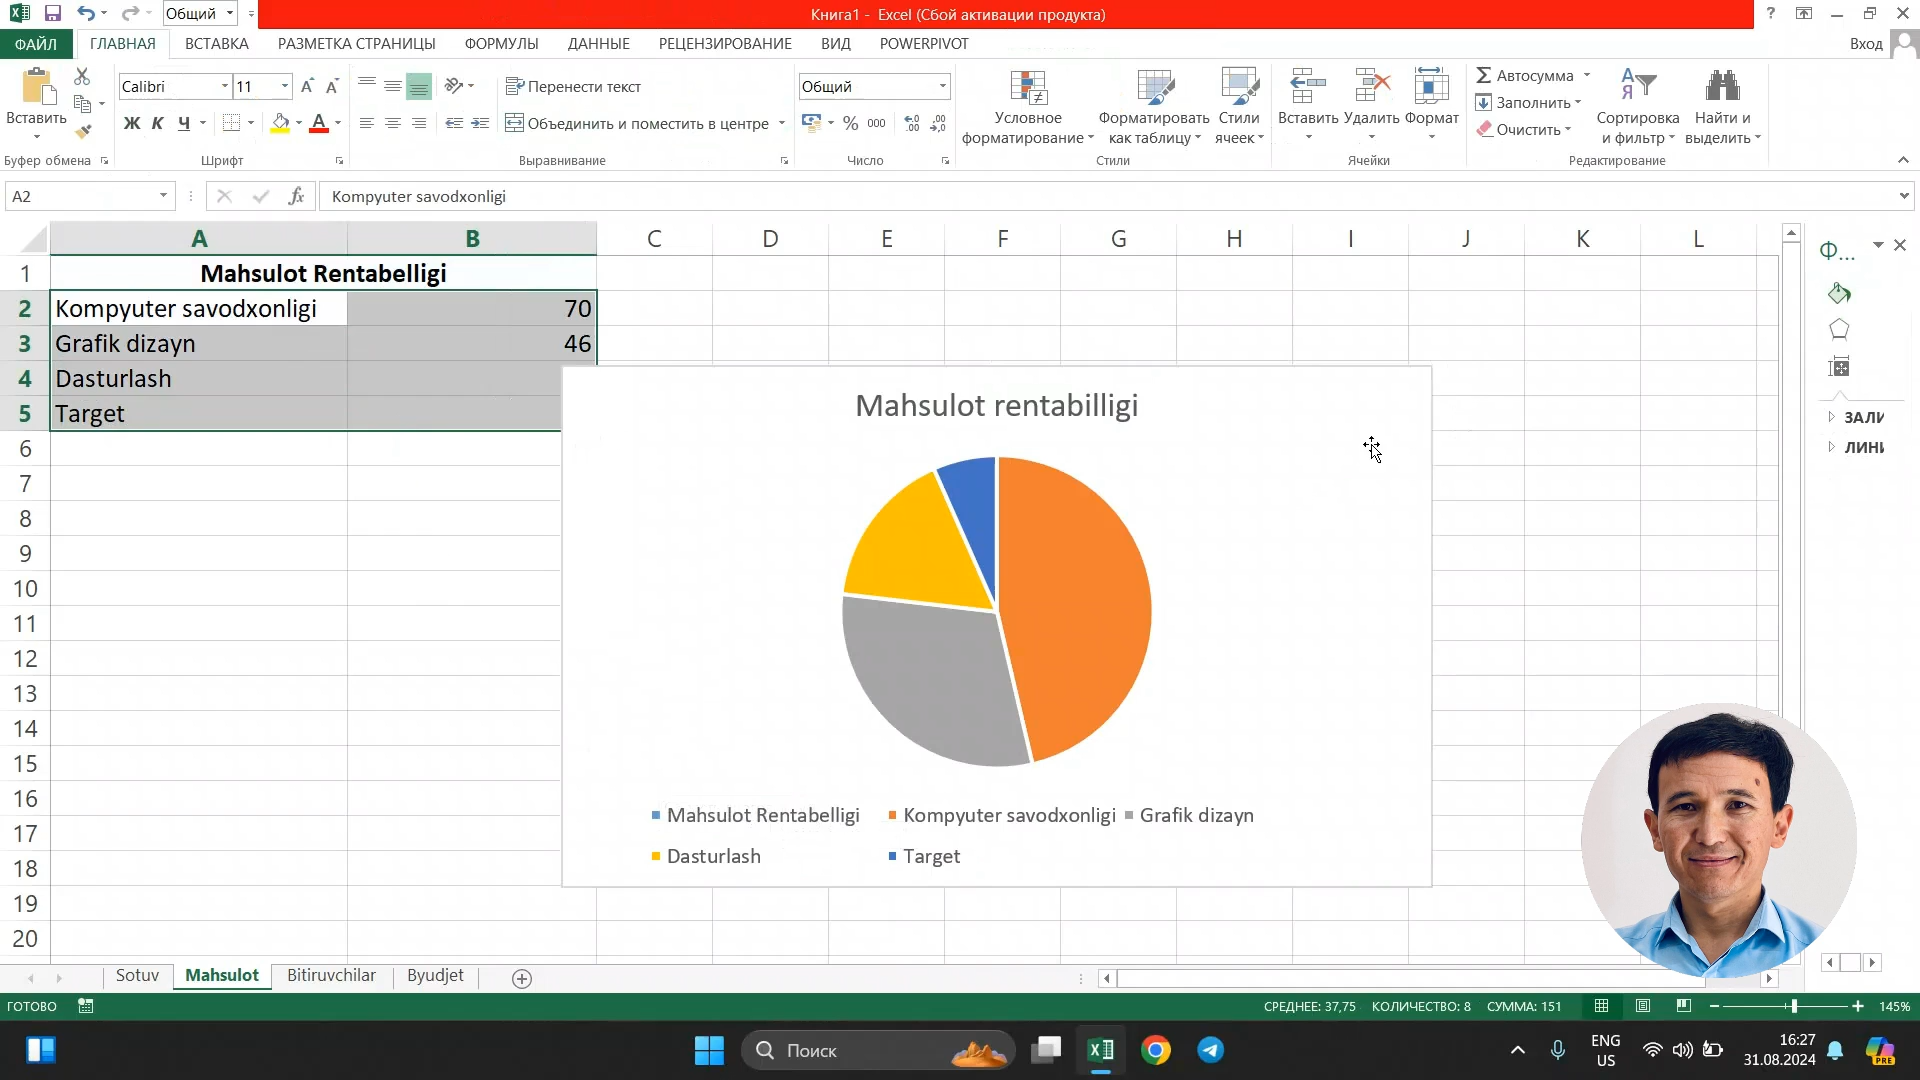 Общий
Книга1 - Excel (Сбой активации продукта)
?
ФАЙЛ
ГЛАВНАЯ
ВСТАВКА
РАЗМЕТКА СТРАНИЦЫ
ФОРМУЛЫ
ДАННЫЕ
РЕЦЕНЗИРОВАНИЕ
ВИД
POWERPIVOT
Вход
Вставить
Calibri
11
Ж К Ч
Перенести текст
Объединить и поместить в центре
Общий
% 000
Условное форматирование
Форматировать как таблицу
Стили ячеек
Вставить
Удалить
Формат
Автосумма
Заполнить
Очистить
Сортировка и фильтр
Найти и выделить
Буфер обмена
Шрифт
Выравнивание
Число
Стили
Ячейки
Редактирование
A2
fx
Kompyuter savodxonligi
A B C D E F G H I J K L
Ф...
1 Mahsulot Rentabelligi
2 Kompyuter savodxonligi 70
3 Grafik dizayn 46
4 Dasturlash
5 Target
6
7
8
9
10
11
12
13
14
15
16
17
18
19
20
ЗАЛИ
ЛИНИ
Mahsulot rentabilligi
Mahsulot Rentabelligi
Kompyuter savodxonligi
Grafik dizayn
Dasturlash
Target
Sotuv
Mahsulot
Bitiruvchilar
Byudjet
ГОТОВО
СРЕДНЕЕ: 37,75
КОЛИЧЕСТВО: 8
СУММА: 151
145%
Поиск
ENG
US
16:27
31.08.2024
PRE